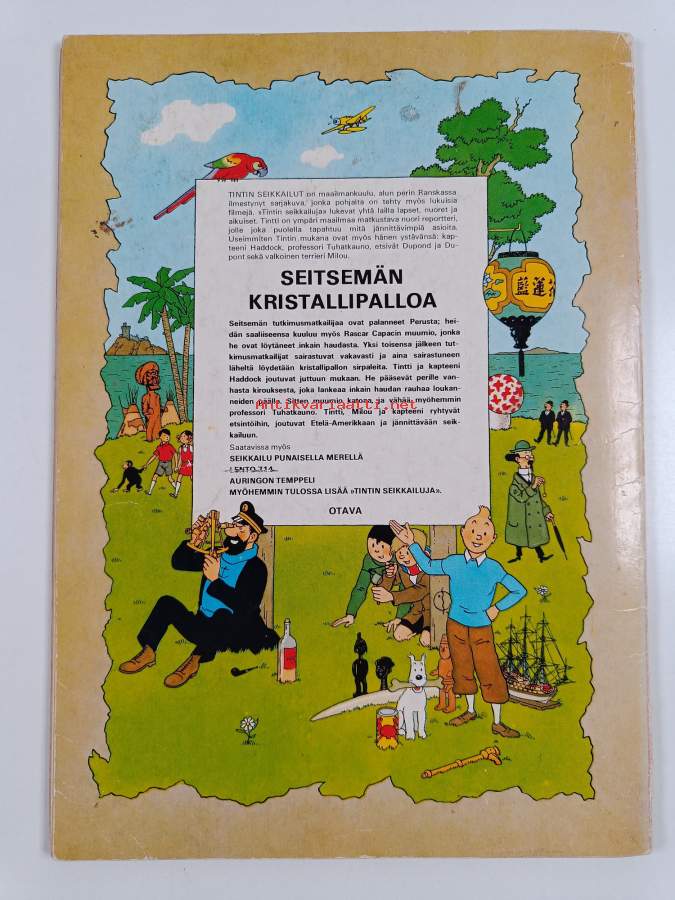 TINTIN SEIKKAILUT on maailmankuulu, alun perin Ranskassa
ilmestynyt sarjakuva, jonka pohjalta on tehty myös lukuisia
filmejä. »Tintin seikkailuja» lukevat yhtä lailla lapset, nuoret ja
aikuiset. Tintti on ympäri maailmaa matkustava nuori reportteri,
jolle joka puolella tapahtuu mitä jännittävimpiä asioita.
Useimmiten Tintin mukana ovat myös hänen ystävänsä: kap-
teeni Haddock, professori Tuhatkauno, etsivät Dupond ja Du-
pont sekä valkoinen terrieri Milou.
SEITSEMÄN
KRISTALLIPALLOA
Seitsemän tutkimusmatkailijaa ovat palanneet Perusta; hei-
dän saaliiseensa kuuluu myös Rascar Capacin muumio, jonka
he ovat löytäneet inkain haudasta. Yksi toisensa jälkeen tut-
kimusmatkailijat sairastuvat vakavasti ja aina sairastuneen
läheltä löydetään kristallipallon sirpaleita. Tintti ja kapteeni
Haddock joutuvat juttuun mukaan. He pääsevät perille van-
hasta kirouksesta, joka lankeaa inkain haudan rauhaa loukan-
neiden päälle. Sitten muumio katoaa ja vähää myöhemmin
antikvariaatti.net
professori Tuhatkauno. Tintti, Milou ja kapteeni ryhtyvät
etsintöihin, joutuvat Etelä-Amerikkaan ja jännittävään seik-
kailuun.
Saatavissa myös
SEIKKAILU PUNAISELLA MERELLÄ
LENTO 714
AURINGON TEMPPELI
MYÖHEMMIN TULOSSA LISÄÄ »TINTIN SEIKKAILUJA».
OTAVA
藍蓮